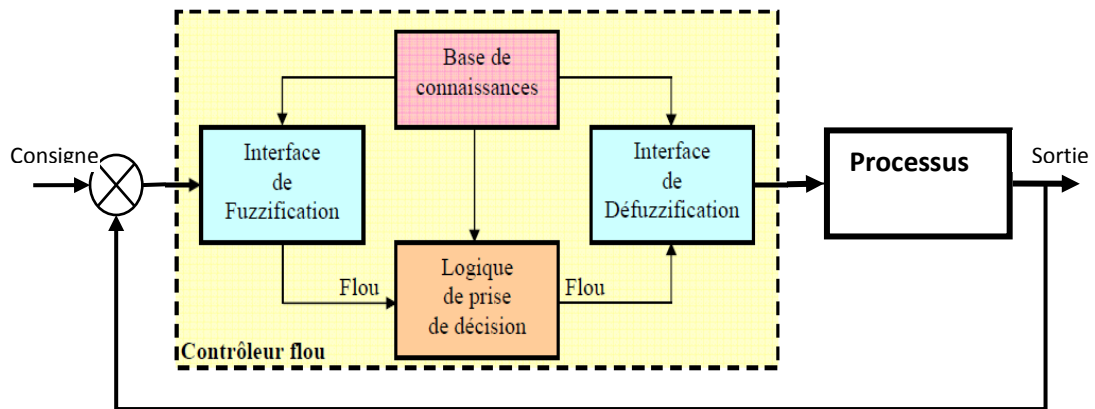 Base de
connaissances
Consigne
Interface
de
Fuzzification
Interface
de
Défuzzification
Processus
Sortie
Flou
Logique
de prise
de décision
Flou
Contrôleur flou